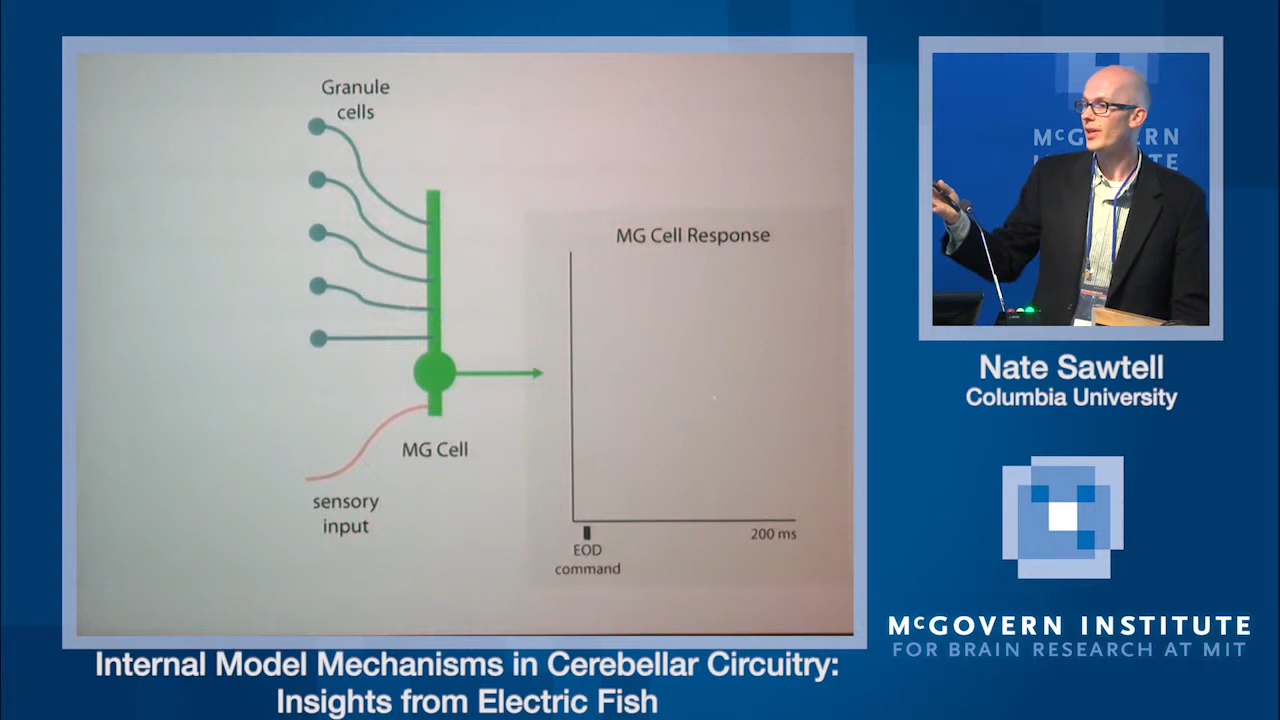 Granule
cells
MG Cell Response
MG Cell
sensory
input
200 ms
EOD
command
Nate Sawtell
Columbia University
McGOVERN INSTITUTE
FOR BRAIN RESEARCH AT MIT
Internal Model Mechanisms in Cerebellar Circuitry:
Insights from Electric Fish